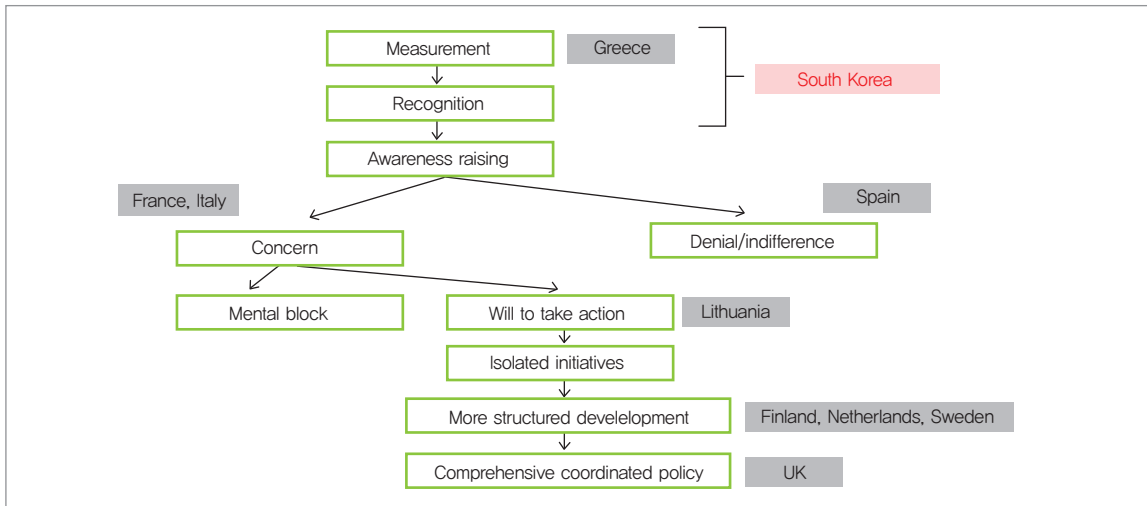 Measurement
Greece
South Korea
Recognition
Awareness raising
France, Italy
Spain
Concern
Denial/indifference
Mental block
Will to take action
Lithuania
Isolated initiatives
More structured develelopment
Finland, Netherlands, Sweden
Comprehensive coordinated policy
UK